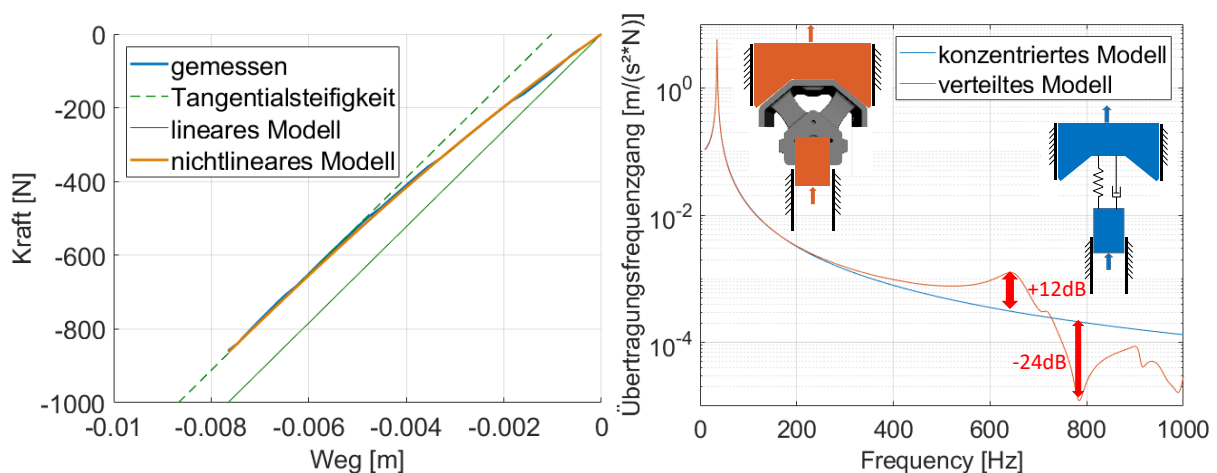 0
-200
-400
-600
-800
-1000
Kraft [N]
gemessen
Tangentialsteifigkeit
lineares Modell
nichtlineares Modell
-0.01
-0.008
-0.006
-0.004
-0.002
0
Weg [m]
Übertragungsfrequenzgang [m/(s²*N)]
10⁰
10⁻²
10⁻⁴
konzentriertes Modell
verteiltes Modell
+12dB
-24dB
0
200
400
600
800
1000
Frequency [Hz]